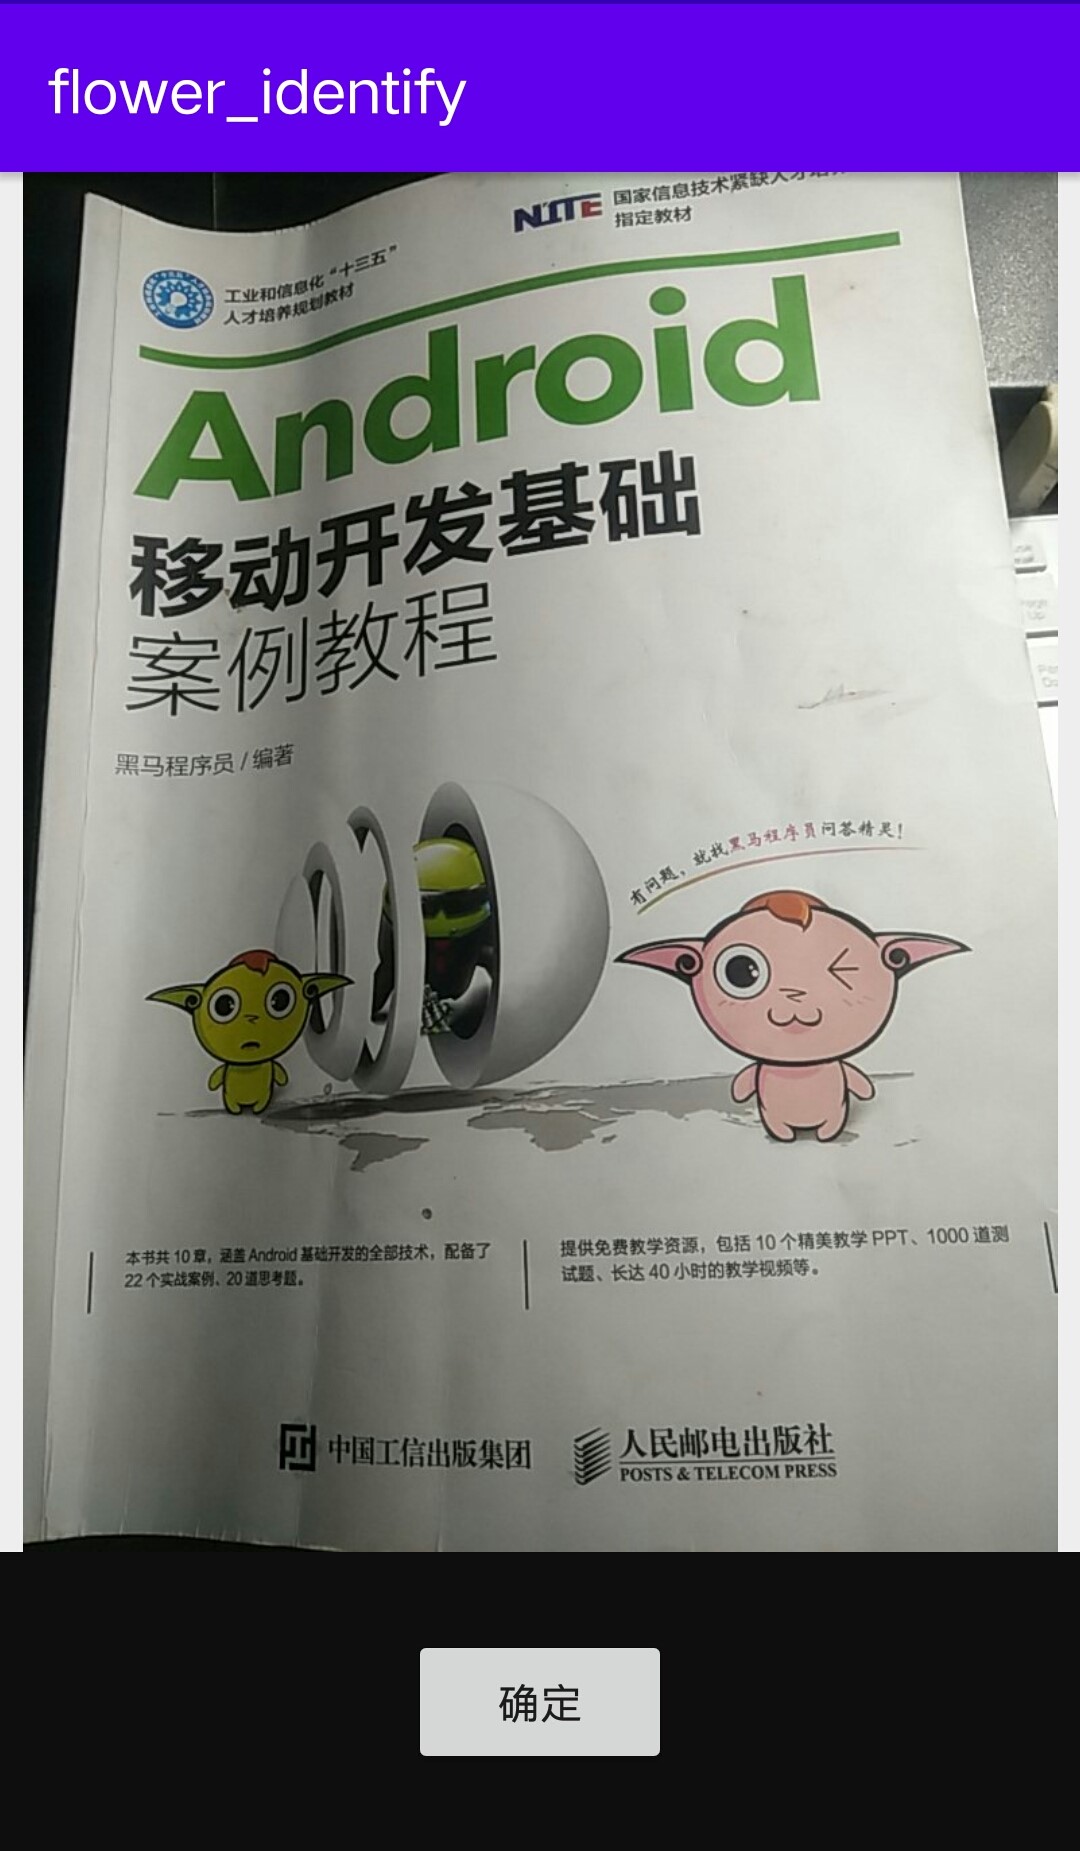 flower_identify
NITE
国家信息技术紧缺人才培
指定教材
工业和信息化“十三五”
人才培养规划教材
Android
移动开发基础
案例教程
黑马程序员 / 编著
有问题，就找黑马程序员问答精灵！
本书共 10 章，涵盖 Android 基础开发的全部技术，配备了
22 个实战案例、20 道思考题。
提供免费教学资源，包括 10 个精美教学 PPT、1000 道测
试题、长达 40 小时的教学视频等。
中国工信出版集团
人民邮电出版社
POSTS & TELECOM PRESS
确定